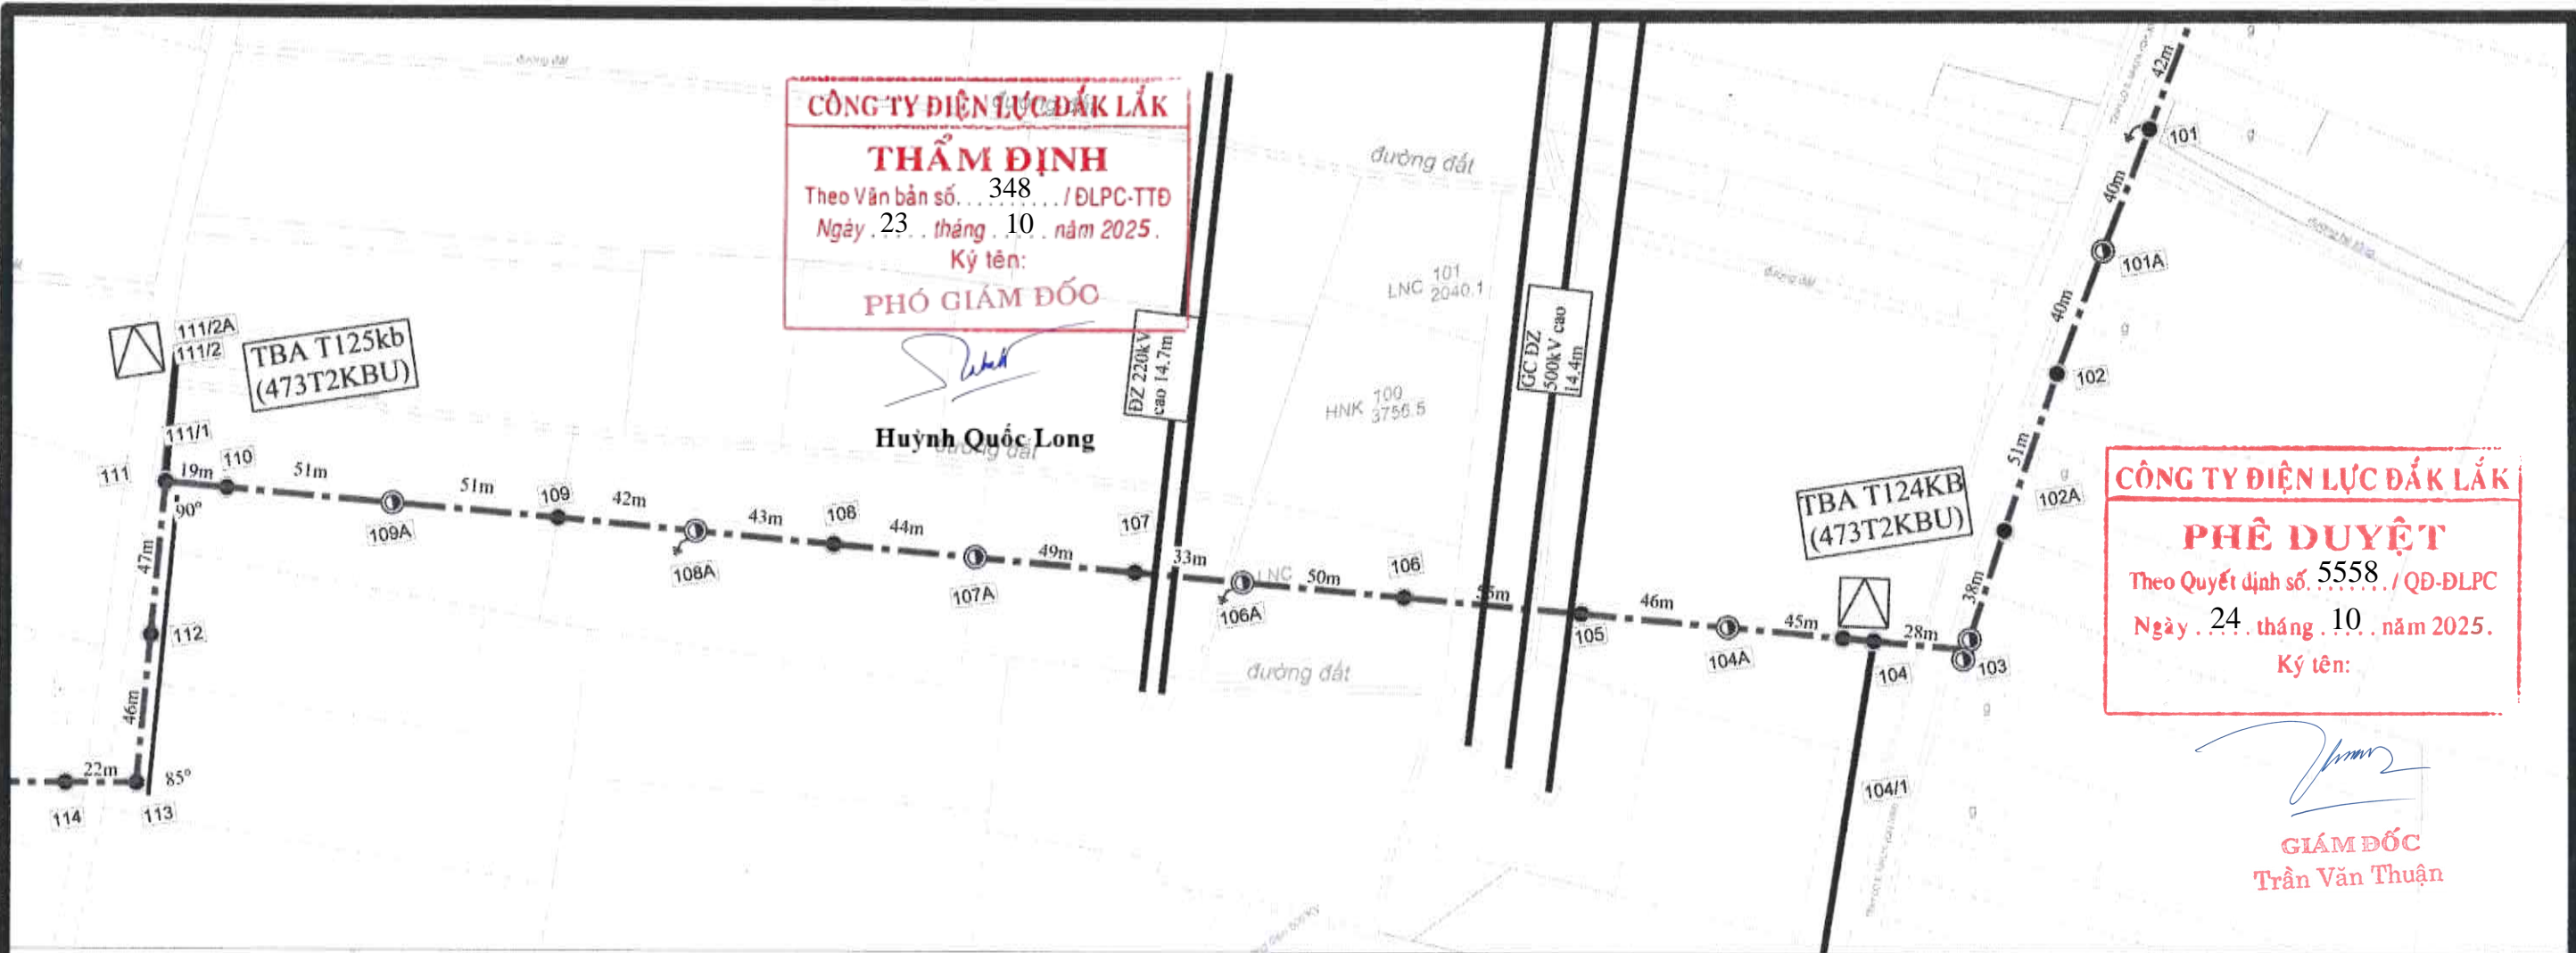 đường đất
42m
CÔNG TY ĐIỆN LỰC ĐẮK LẮK
THẨM ĐỊNH
Theo Văn bản số 348 / ĐLPC-TTĐ
Ngày 23 tháng 10 năm 2025.
Ký tên:
PHÓ GIÁM ĐỐC
Huỳnh Quốc Long
đường đất
đường đất
101
40m
101A
đường đất
40m
102
51m
102A
38m
103
LNC 101
2040.1
HNK 100
3756.5
ĐZ 220kV
cao 14.7m
GC ĐZ
500kV cao
14.4m
111/2A
111/2
TBA T125kb
(473T2KBU)
111/1
111
19m
110
51m
109A
51m
109
42m
108A
43m
108
44m
107A
49m
107
33m
106A
LNC
50m
106
105
46m
104A
45m
104
28m
TBA T124KB
(473T2KBU)
104/1
đường đất
90°
47m
112
46m
85°
113
22m
114
g
g
g
g
g
g
CÔNG TY ĐIỆN LỰC ĐẮK LẮK
PHÊ DUYỆT
Theo Quyết định số 5558 / QĐ-ĐLPC
Ngày 24 tháng 10 năm 2025.
Ký tên:
GIÁM ĐỐC
Trần Văn Thuận